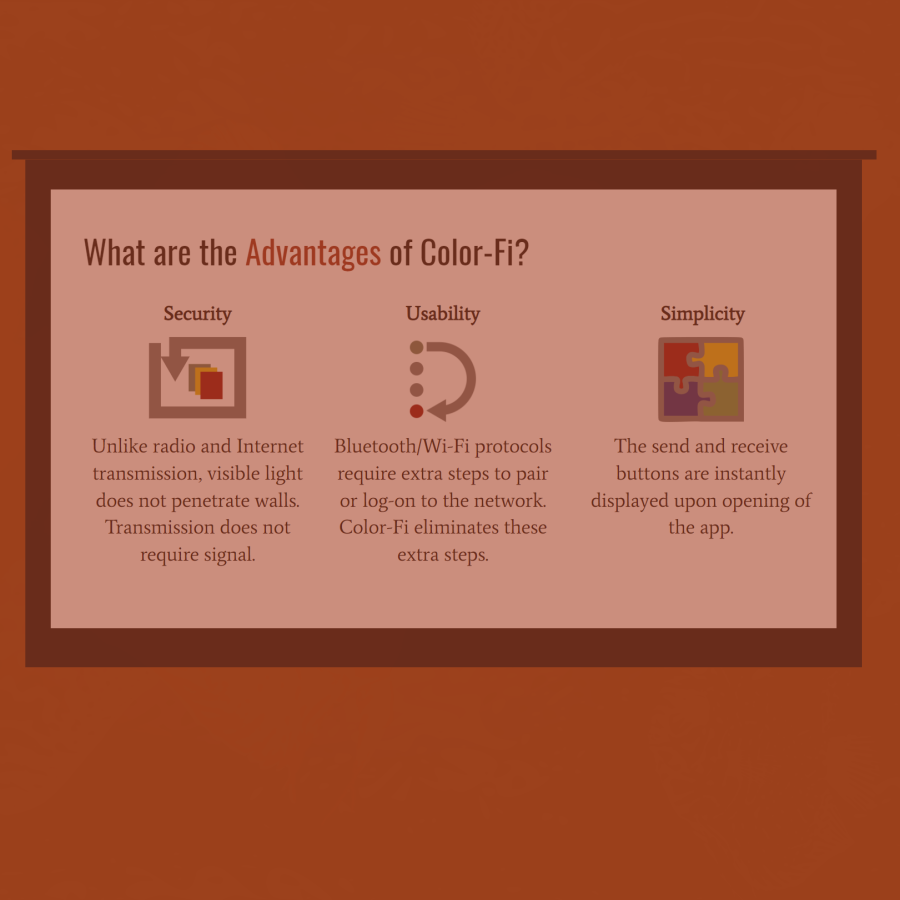 What are the Advantages of Color-Fi?
Security
Unlike radio and Internet
transmission, visible light
does not penetrate walls.
Transmission does not
require signal.
Usability
Bluetooth/Wi-Fi protocols
require extra steps to pair
or log-on to the network.
Color-Fi eliminates these
extra steps.
Simplicity
The send and receive
buttons are instantly
displayed upon opening of
the app.